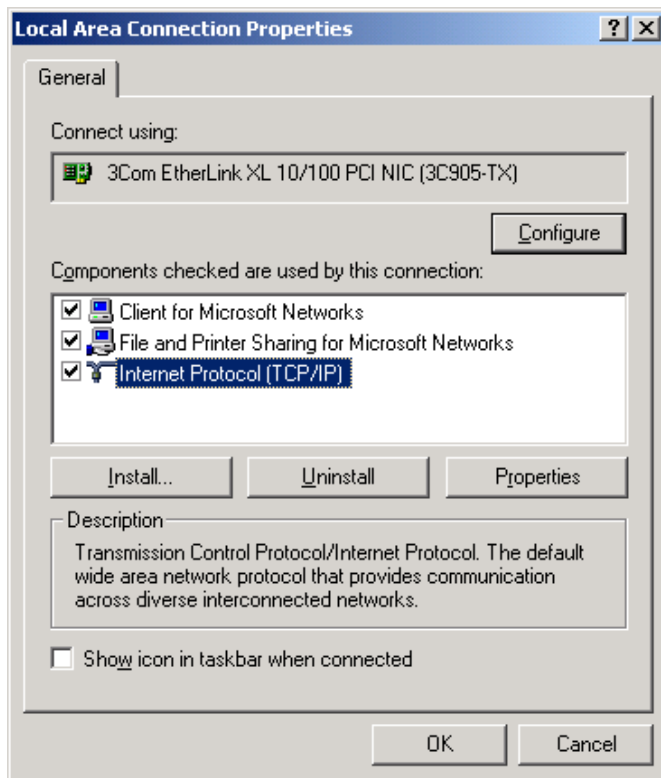 Local Area Connection Properties
General
Connect using:
3Com EtherLink XL 10/100 PCI NIC (3C905-TX)
Configure
Components checked are used by this connection:
Client for Microsoft Networks
File and Printer Sharing for Microsoft Networks
Internet Protocol (TCP/IP)
Install... Uninstall Properties
Description
Transmission Control Protocol/Internet Protocol. The default
wide area network protocol that provides communication
across diverse interconnected networks.
Show icon in taskbar when connected
OK Cancel